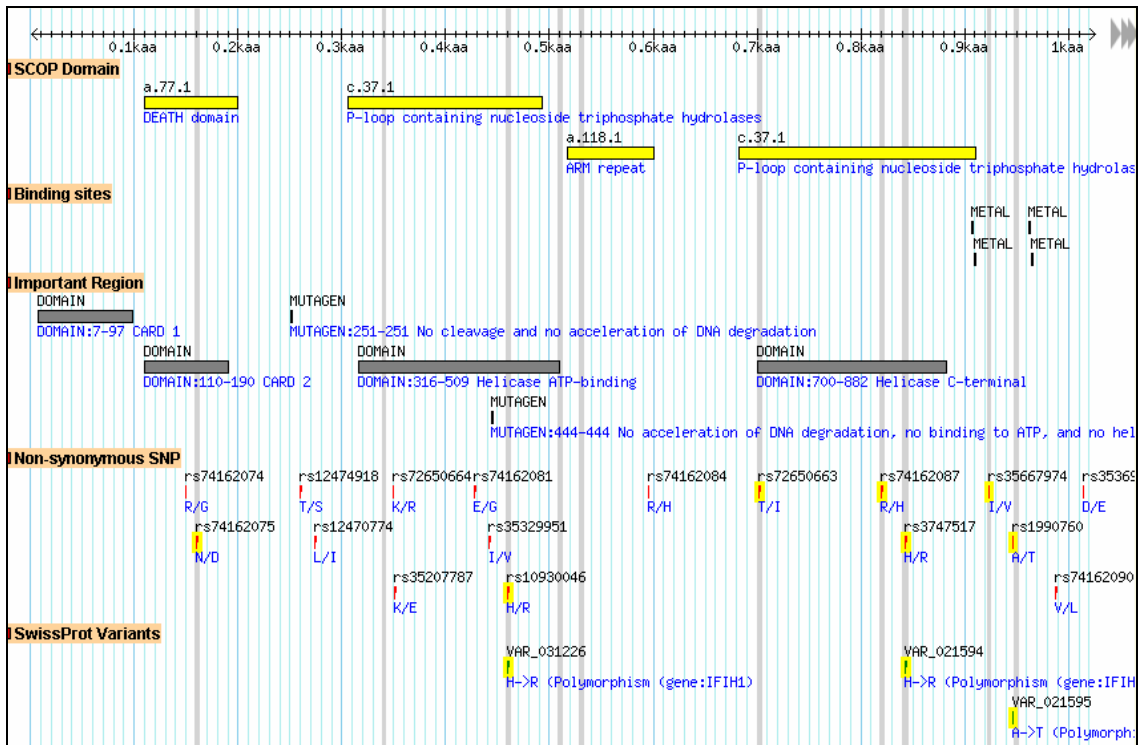 0.1kaa 0.2kaa 0.3kaa 0.4kaa 0.5kaa 0.6kaa 0.7kaa 0.8kaa 0.9kaa 1kaa
SCOP Domain
a.77.1 c.37.1
DEATH domain P-loop containing nucleoside triphosphate hydrolases
a.118.1 c.37.1
ARM repeat P-loop containing nucleoside triphosphate hydrolas
Binding sites
METAL METAL
METAL METAL
Important Region
DOMAIN MUTAGEN
DOMAIN:7-97 CARD 1 MUTAGEN:251-251 No cleavage and no acceleration of DNA degradation
DOMAIN DOMAIN DOMAIN
DOMAIN:110-190 CARD 2 DOMAIN:316-509 Helicase ATP-binding DOMAIN:700-882 Helicase C-terminal
MUTAGEN
MUTAGEN:444-444 No acceleration of DNA degradation, no binding to ATP, and no hel
Non-synonymous SNP
rs74162074 rs12474918 rs72650664 rs74162081 rs74162084 rs72650663 rs74162087 rs35667974 rs35369
R/G T/S K/R E/G R/H T/I R/H I/V D/E
rs74162075 rs12470774 rs35329951 rs3747517 rs1990760
N/D L/I I/V H/R A/T
rs35207787 rs10930046 rs74162090
K/E H/R V/L
SwissProt Variants
VAR_031226 VAR_021594
H->R (Polymorphism (gene:IFIH1) H->R (Polymorphism (gene:IFIH
VAR_021595
A->T (Polymorph